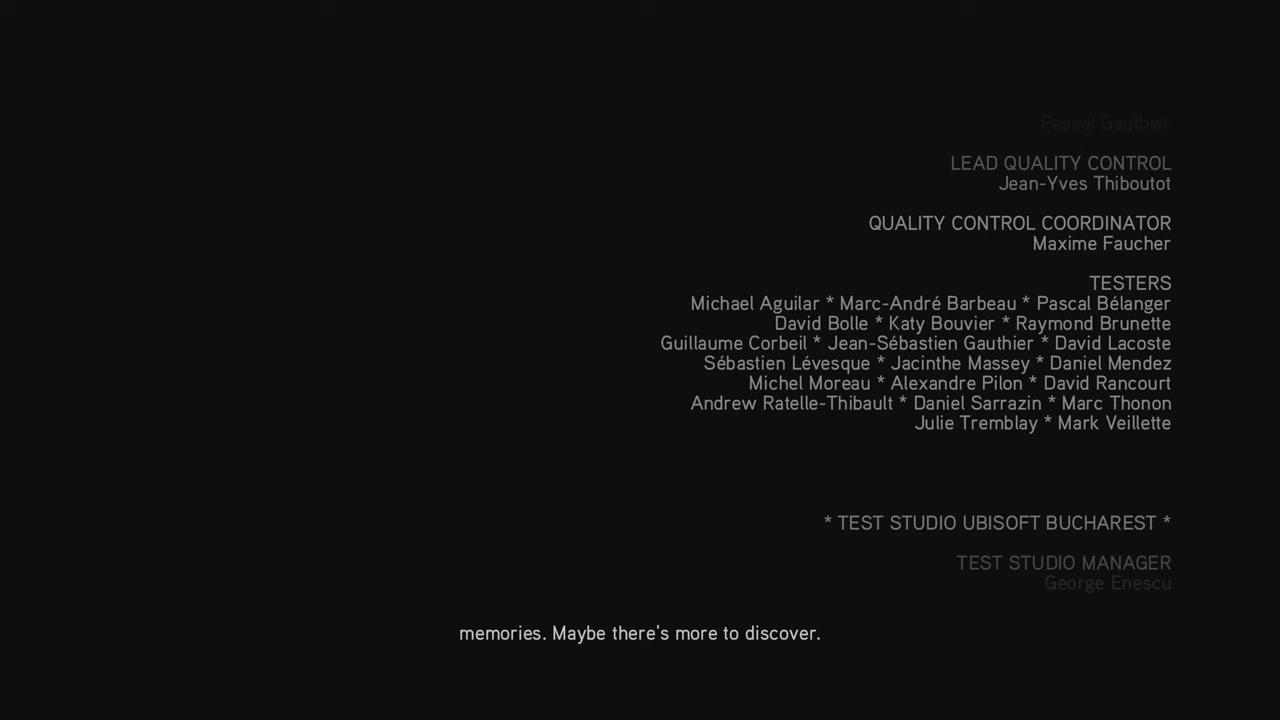 Pascal Gauthier
LEAD QUALITY CONTROL
Jean-Yves Thiboutot
QUALITY CONTROL COORDINATOR
Maxime Faucher
TESTERS
Michael Aguilar * Marc-André Barbeau * Pascal Bélanger
David Bolle * Katy Bouvier * Raymond Brunette
Guillaume Corbeil * Jean-Sébastien Gauthier * David Lacoste
Sébastien Lévesque * Jacinthe Massey * Daniel Mendez
Michel Moreau * Alexandre Pilon * David Rancourt
Andrew Ratelle-Thibault * Daniel Sarrazin * Marc Thonon
Julie Tremblay * Mark Veillette
* TEST STUDIO UBISOFT BUCHAREST *
TEST STUDIO MANAGER
George Enescu
memories. Maybe there's more to discover.